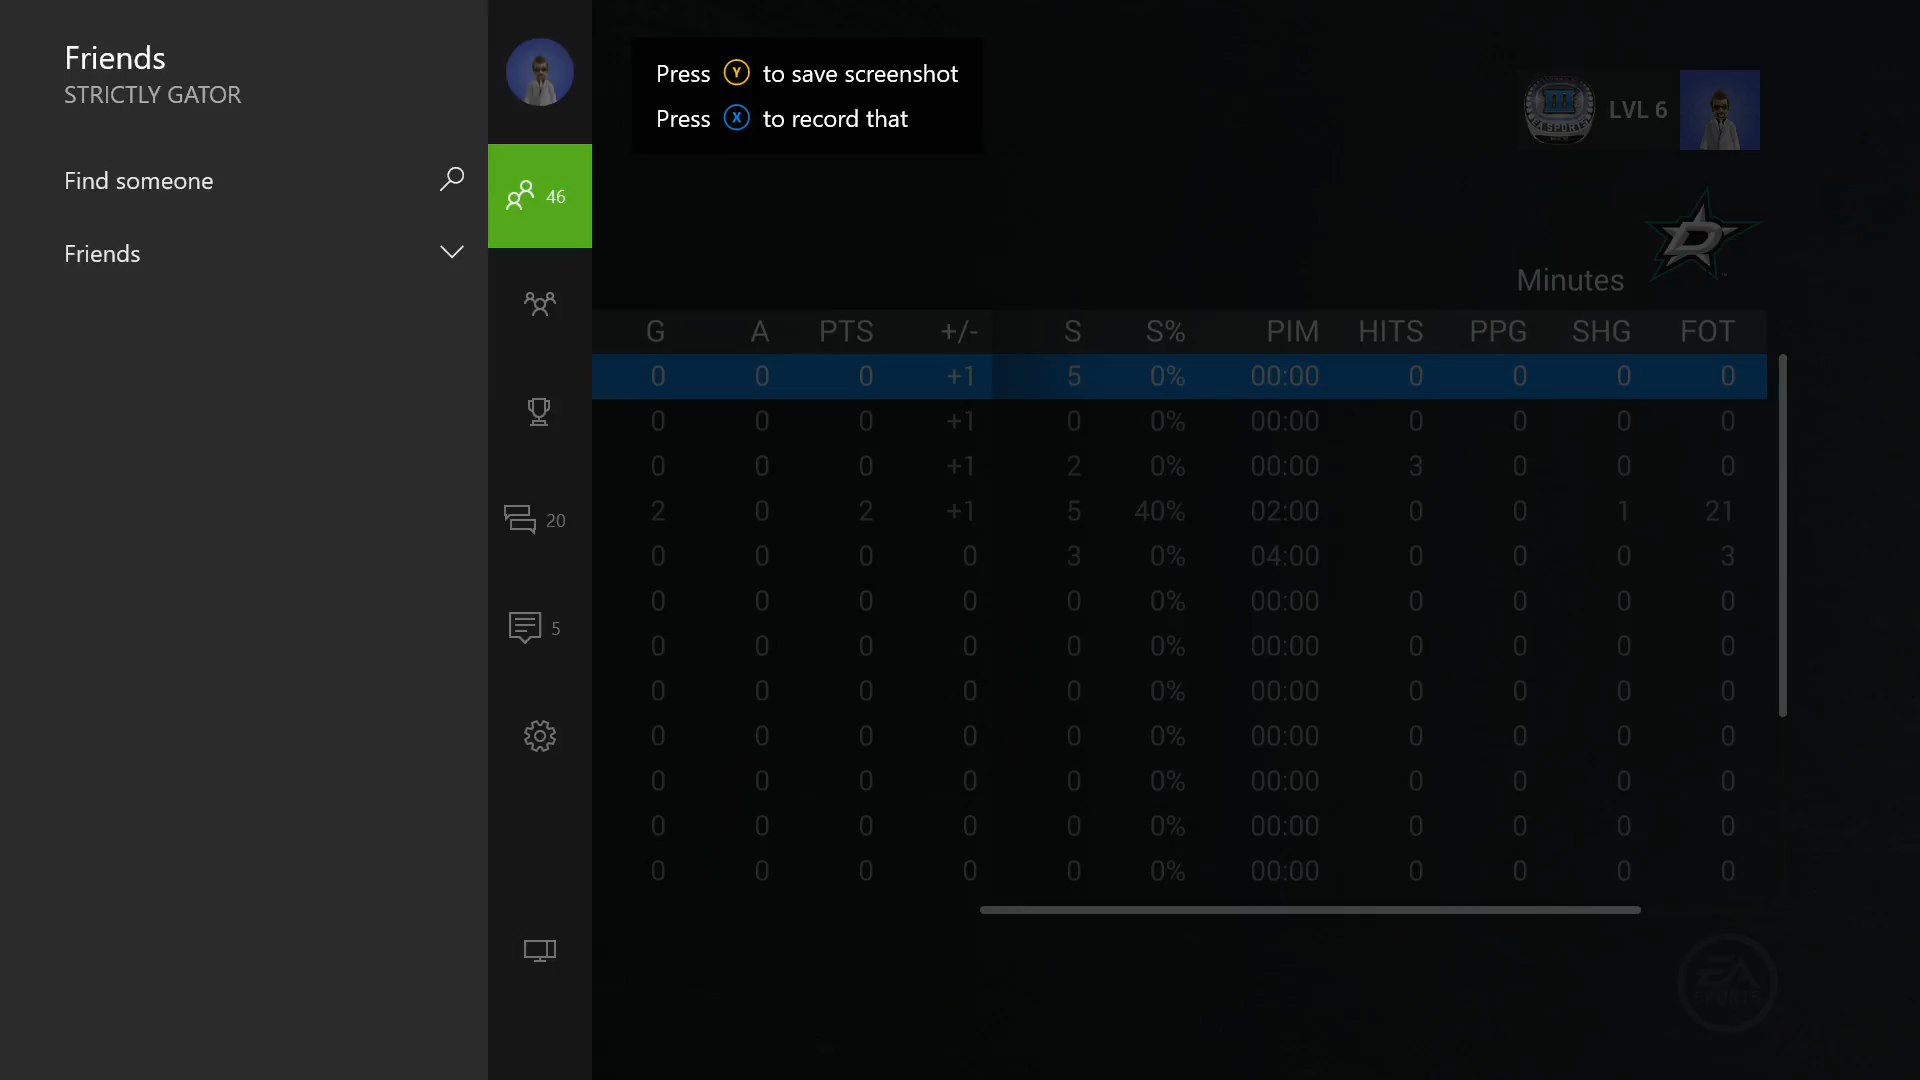 Friends
STRICTLY GATOR
Find someone
Friends
46
20
5
Press Y to save screenshot
Press X to record that
III
EA SPORTS
LVL 6
D
Minutes
G A PTS +/- S S% PIM HITS PPG SHG FOT
0 0 0 +1 5 0% 00:00 0 0 0 0
0 0 0 +1 0 0% 00:00 0 0 0 0
0 0 0 +1 2 0% 00:00 3 0 0 0
2 0 2 +1 5 40% 02:00 0 0 1 21
0 0 0 0 3 0% 04:00 0 0 0 3
0 0 0 0 0 0% 00:00 0 0 0 0
0 0 0 0 0 0% 00:00 0 0 0 0
0 0 0 0 0 0% 00:00 0 0 0 0
0 0 0 0 0 0% 00:00 0 0 0 0
0 0 0 0 0 0% 00:00 0 0 0 0
0 0 0 0 0 0% 00:00 0 0 0 0
0 0 0 0 0 0% 00:00 0 0 0 0
EA
SPORTS